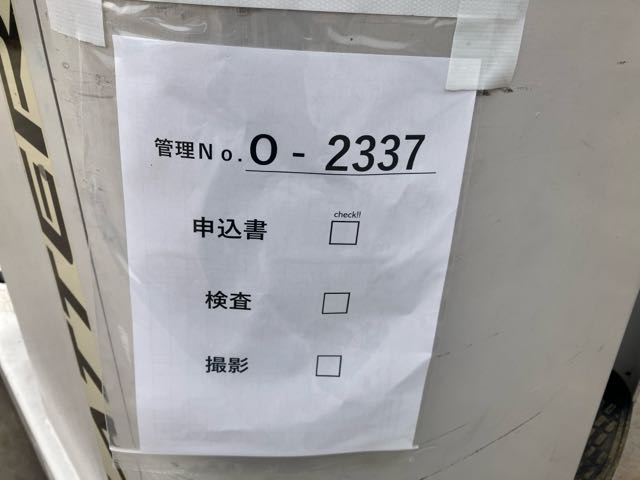 管理No. O - 2337
check!!
申込書 □
検査 □
撮影 □